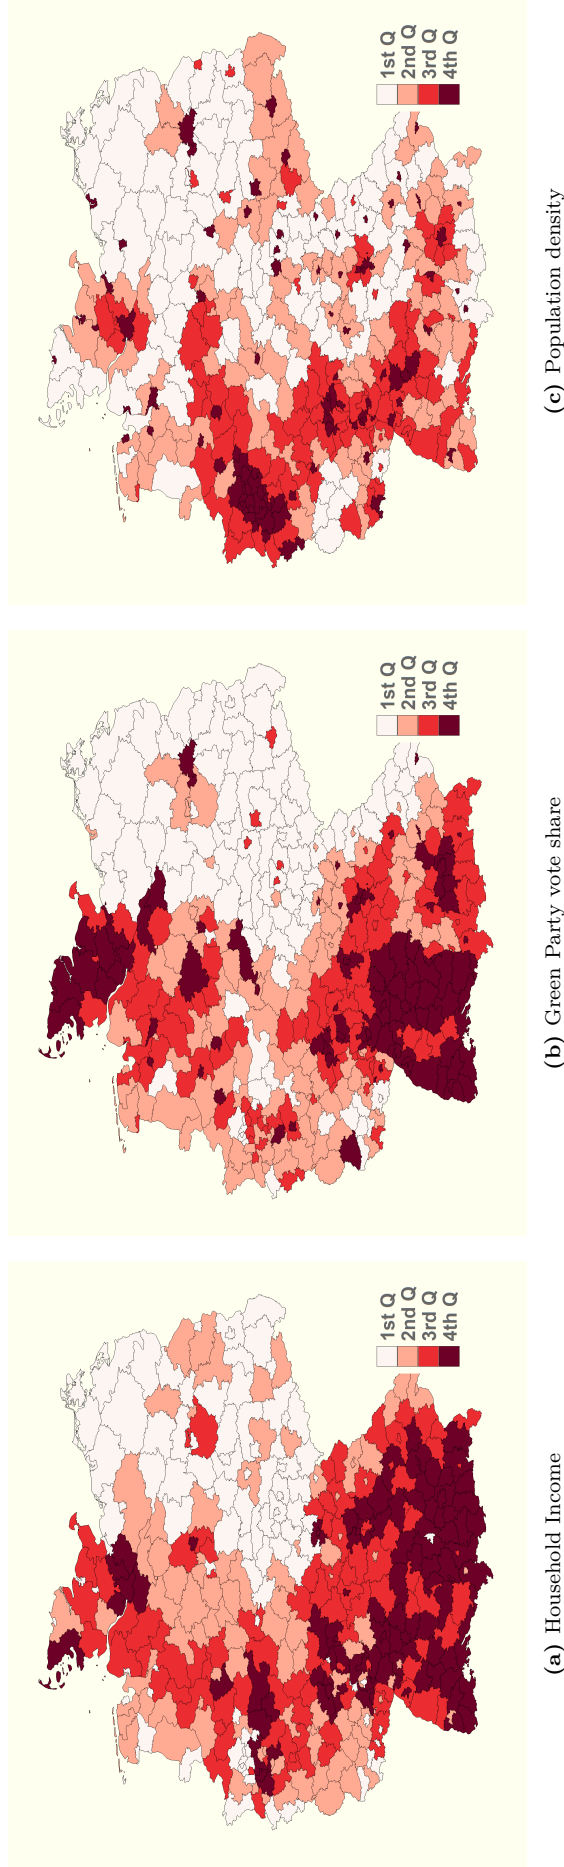 1st Q
2nd Q
3rd Q
4th Q
(a) Household Income
1st Q
2nd Q
3rd Q
4th Q
(b) Green Party vote share
1st Q
2nd Q
3rd Q
4th Q
(c) Population density